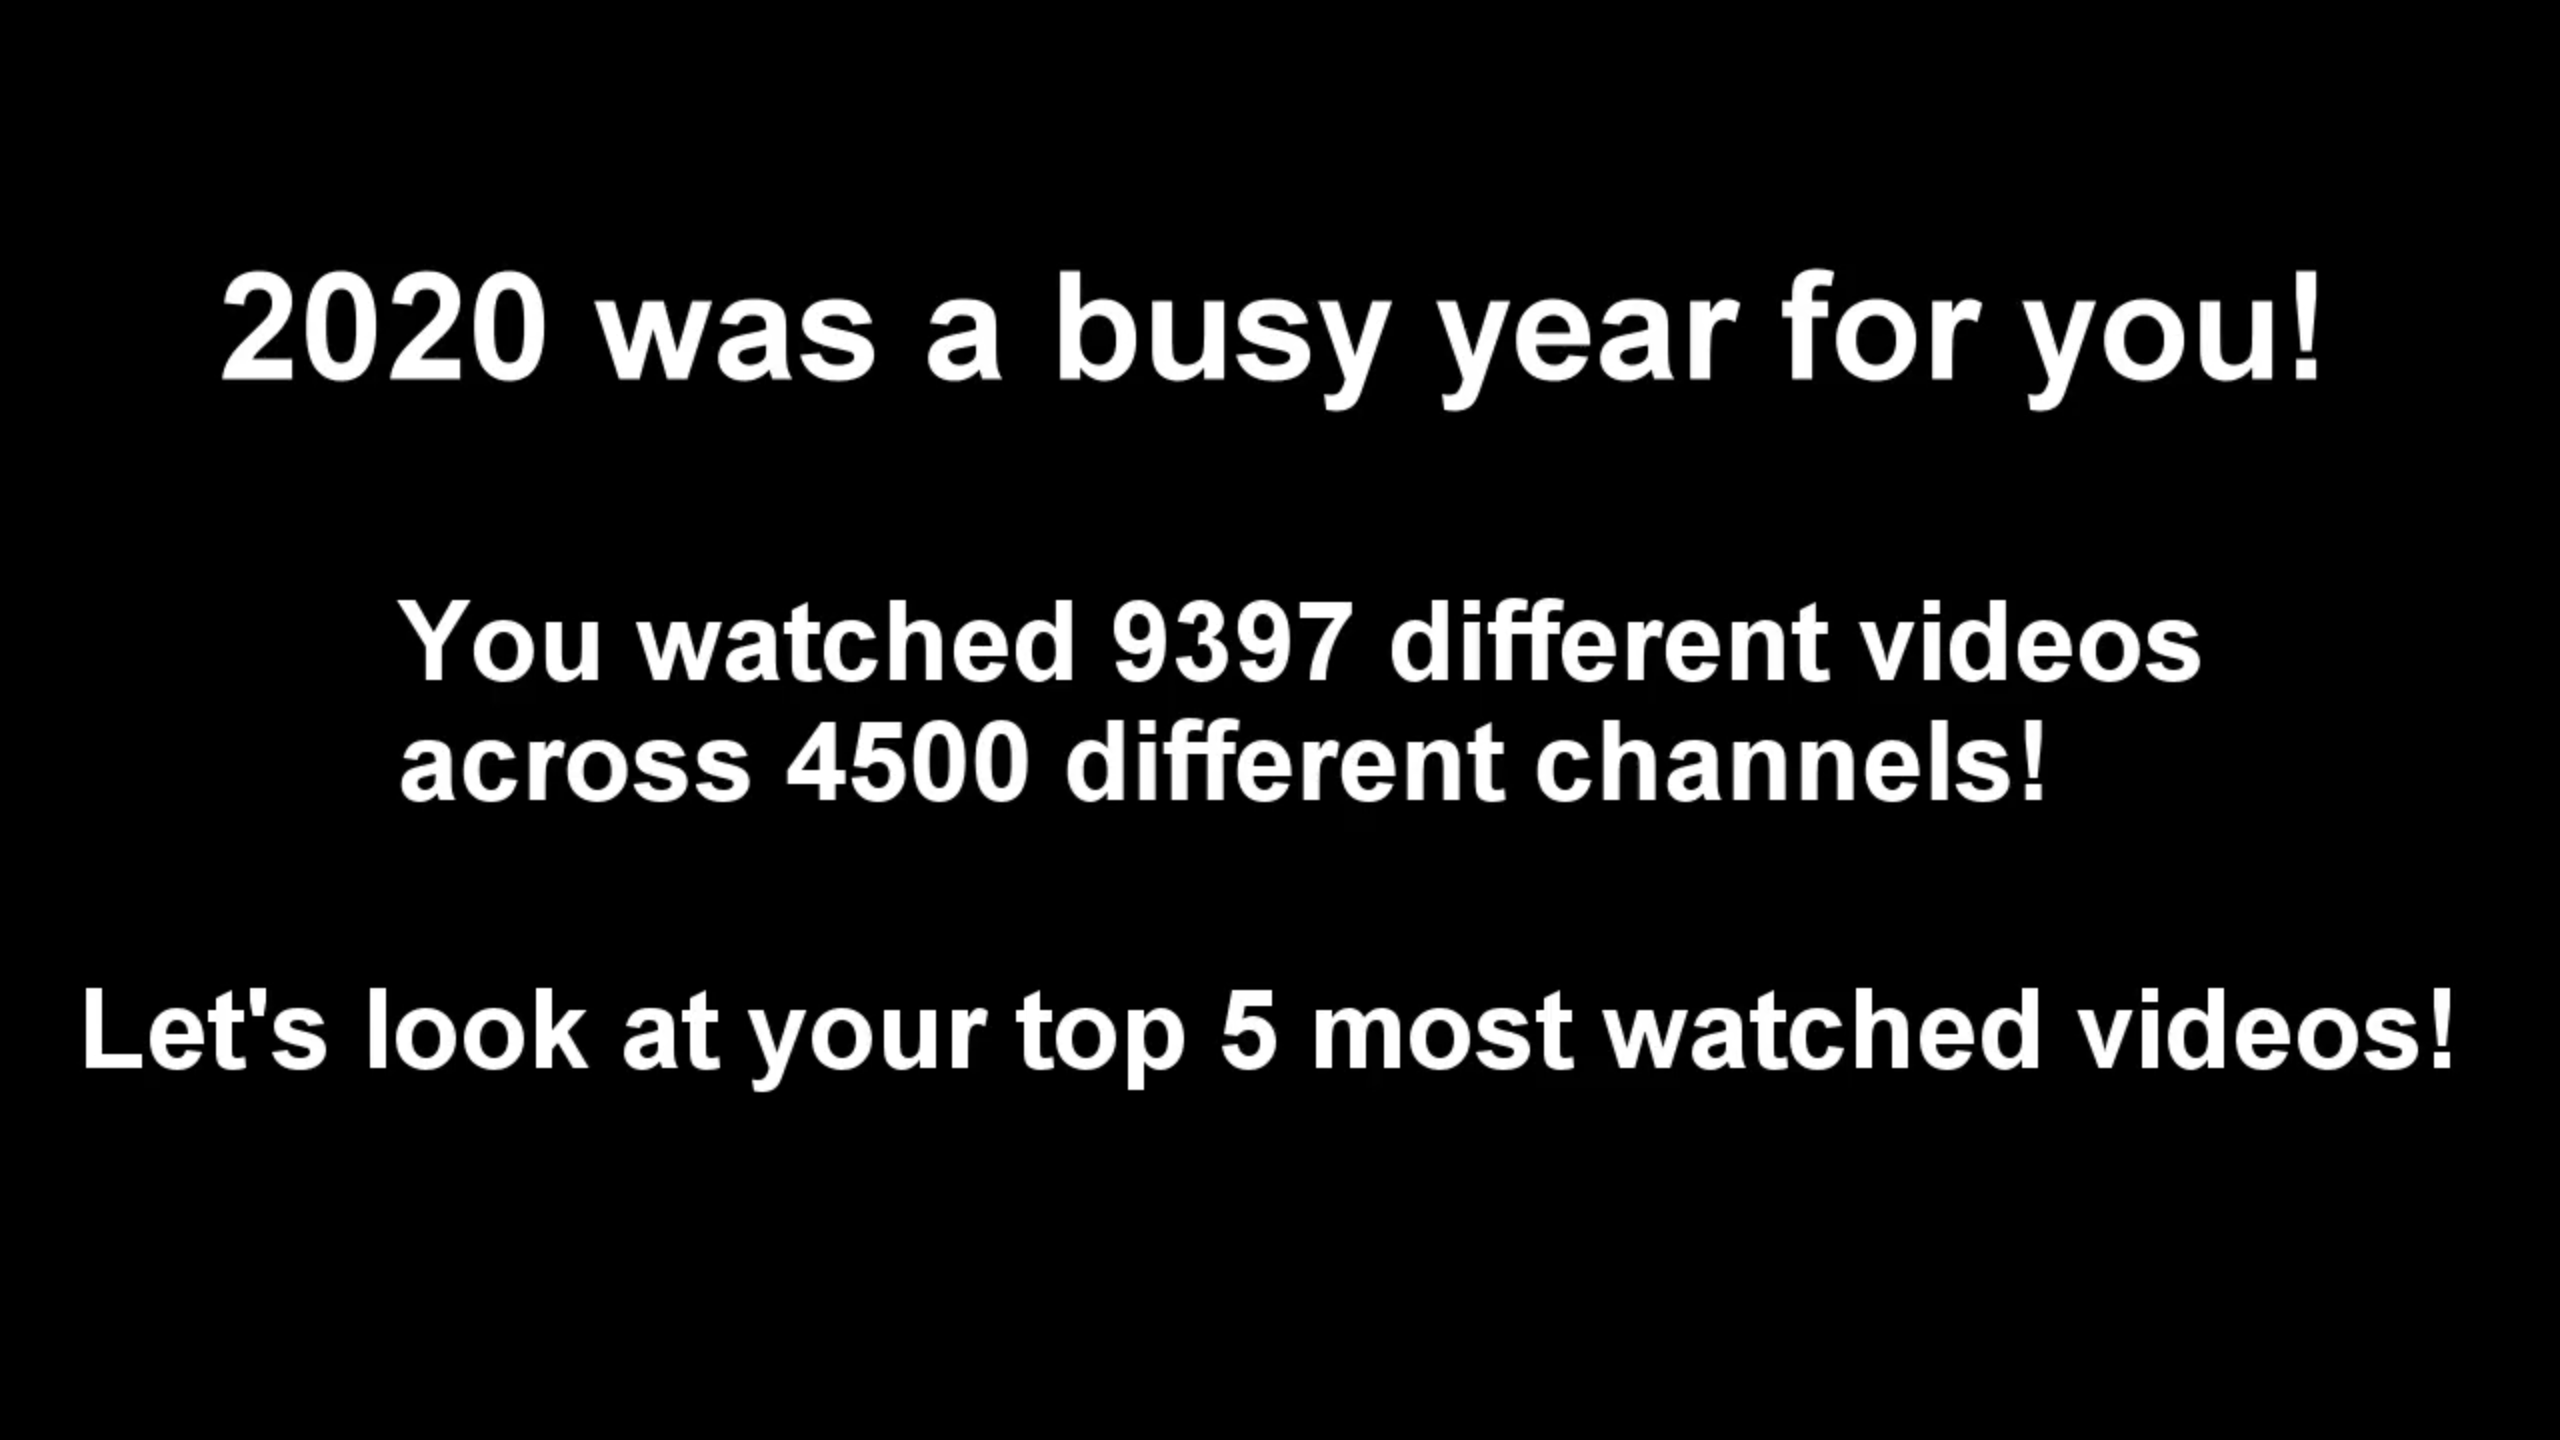 2020 was a busy year for you!
You watched 9397 different videos
across 4500 different channels!
Let's look at your top 5 most watched videos!